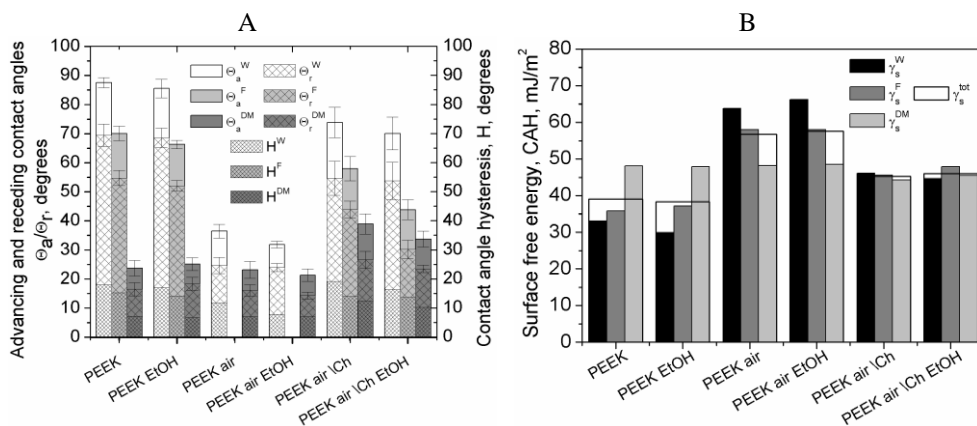 A
Advancing and receding contact angles
Θa/Θr, degrees
100
90
80
70
60
50
40
30
20
10
0
Θa^W Θr^W
Θa^F Θr^F
Θa^DM Θr^DM
H^W
H^F
H^DM
100
90
80
70
60
50
40
30
20
10
0
Contact angle hysteresis, H, degrees
PEEK
PEEK EtOH
PEEK air
PEEK air EtOH
PEEK air \Ch
PEEK air \Ch EtOH
B
Surface free energy, CAH, mJ/m²
80
70
60
50
40
30
20
10
0
γs^W
γs^F γs^tot
γs^DM
PEEK
PEEK EtOH
PEEK air
PEEK air EtOH
PEEK air \Ch
PEEK air \Ch EtOH